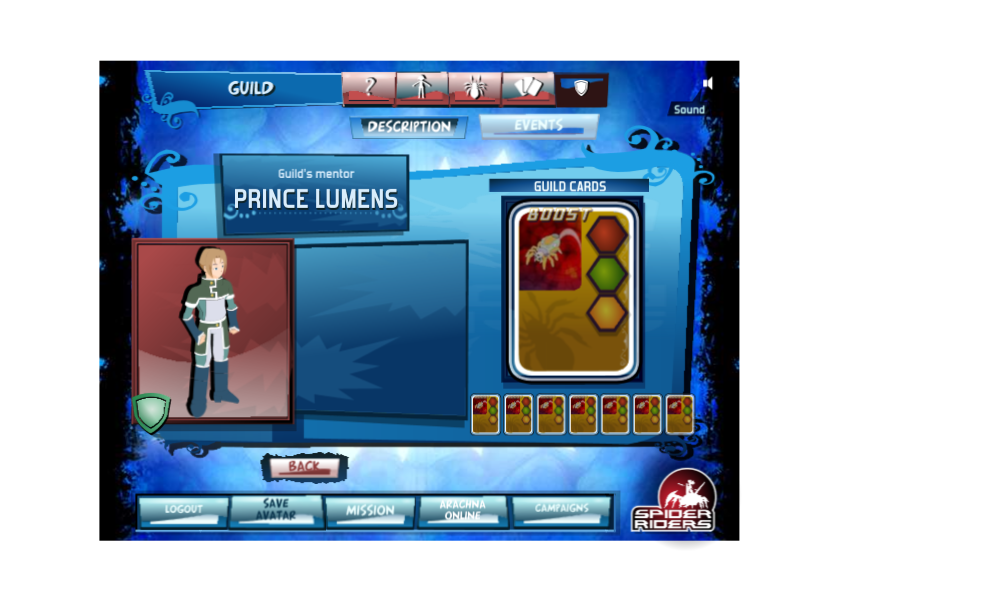 GUILD
?
Sound
DESCRIPTION
EVENTS
Guild's mentor
PRINCE LUMENS
GUILD CARDS
BOOST
BACK
LOGOUT
SAVE
AVATAR
MISSION
ARACHNA
ONLINE
CAMPAIGNS
SPIDER
RIDERS